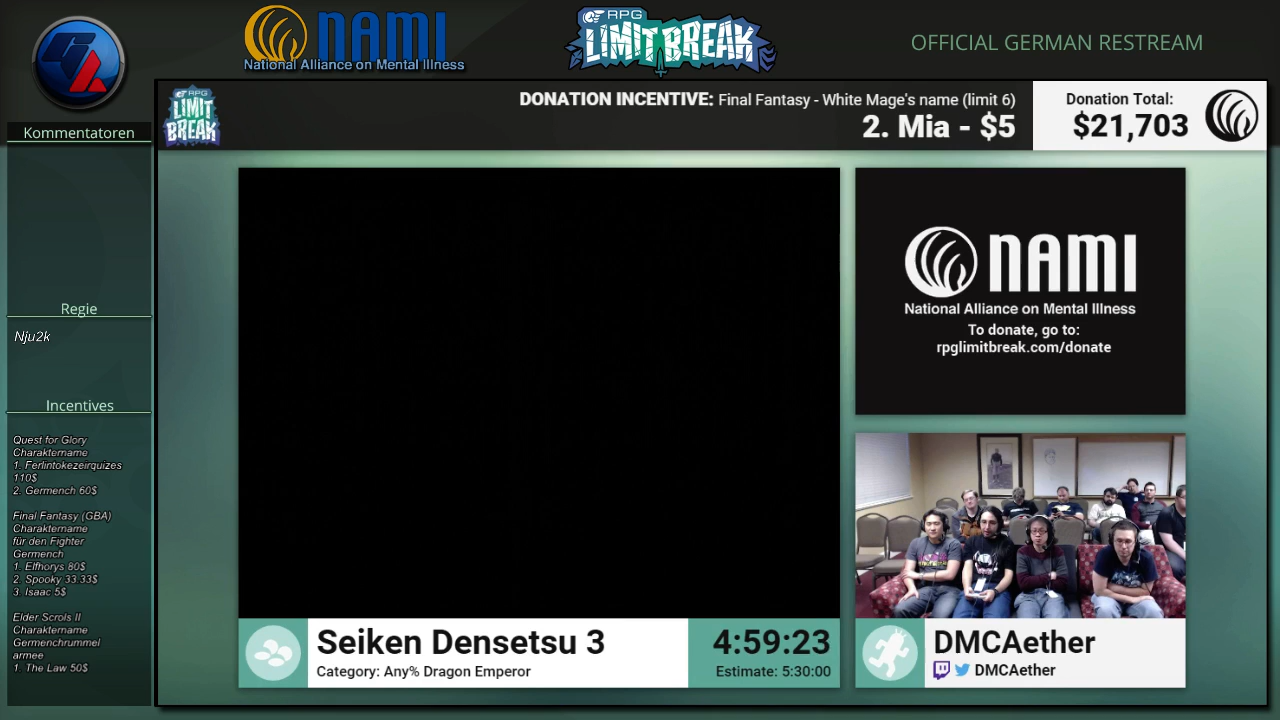 NAMI
National Alliance on Mental Illness
RPG
LIMIT BREAK
OFFICIAL GERMAN RESTREAM
Kommentatoren
Regie
Nju2k
Incentives
Quest for Glory
Charaktername
1. Ferlintokezeirquizes
110$
2. Germench 60$
Final Fantasy (GBA)
Charaktername
für den Fighter
Germench
1. Elfhorys 80$
2. Spooky 33.33$
3. Isaac 5$
Elder Scrols II
Charaktername
Germenchrummel
armee
1. The Law 50$
RPG
LIMIT
BREAK
DONATION INCENTIVE: Final Fantasy - White Mage's name (limit 6)
2. Mia - $5
Donation Total:
$21,703
NAMI
National Alliance on Mental Illness
To donate, go to:
rpglimitbreak.com/donate
Seiken Densetsu 3
Category: Any% Dragon Emperor
4:59:23
Estimate: 5:30:00
DMCAether
DMCAether